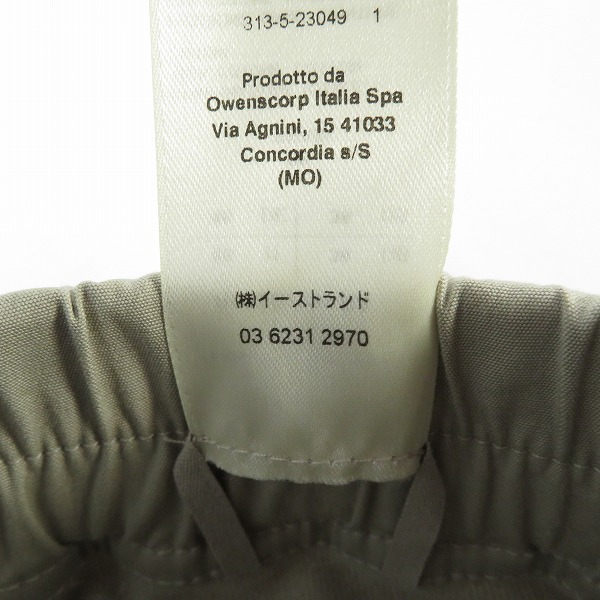 313-5-23049 1
Prodotto da
Owenscorp Italia Spa
Via Agnini, 15 41033
Concordia s/S
(MO)
㈱イーストランド
03 6231 2970